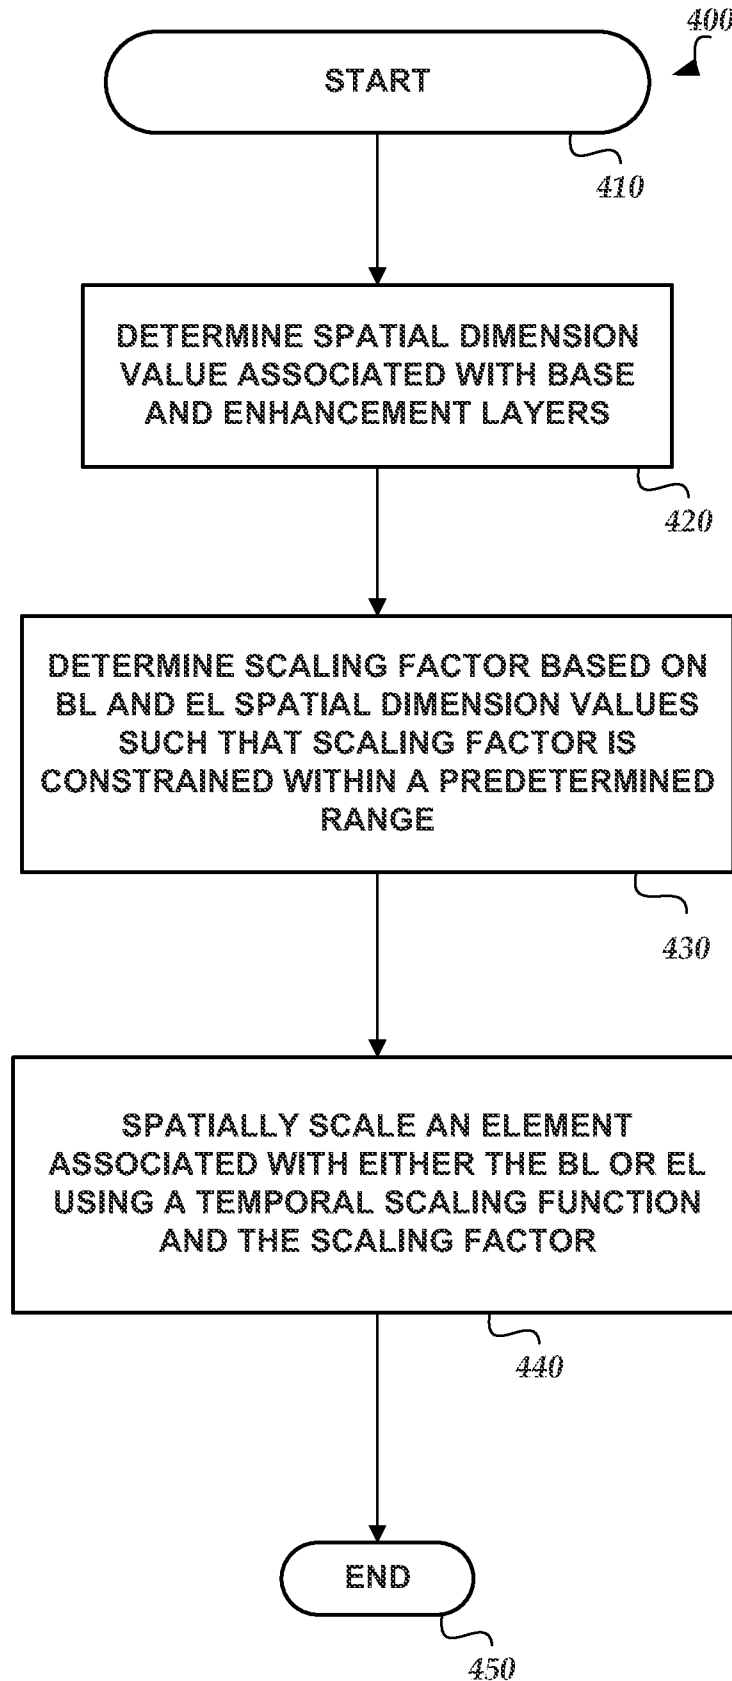 400
START
410
DETERMINE SPATIAL DIMENSION
VALUE ASSOCIATED WITH BASE
AND ENHANCEMENT LAYERS
420
DETERMINE SCALING FACTOR BASED ON
BL AND EL SPATIAL DIMENSION VALUES
SUCH THAT SCALING FACTOR IS
CONSTRAINED WITHIN A PREDETERMINED
RANGE
430
SPATIALLY SCALE AN ELEMENT
ASSOCIATED WITH EITHER THE BL OR EL
USING A TEMPORAL SCALING FUNCTION
AND THE SCALING FACTOR
440
END
450